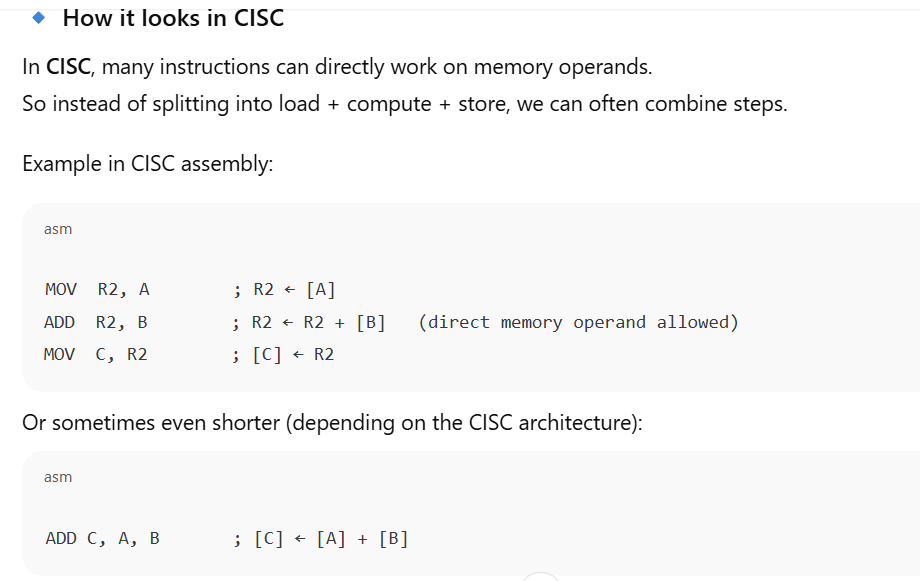 How it looks in CISC
In CISC, many instructions can directly work on memory operands.
So instead of splitting into load + compute + store, we can often combine steps.
Example in CISC assembly:
asm
MOV  R2, A        ; R2 ← [A]
ADD  R2, B        ; R2 ← R2 + [B]   (direct memory operand allowed)
MOV  C, R2        ; [C] ← R2
Or sometimes even shorter (depending on the CISC architecture):
asm
ADD C, A, B       ; [C] ← [A] + [B]